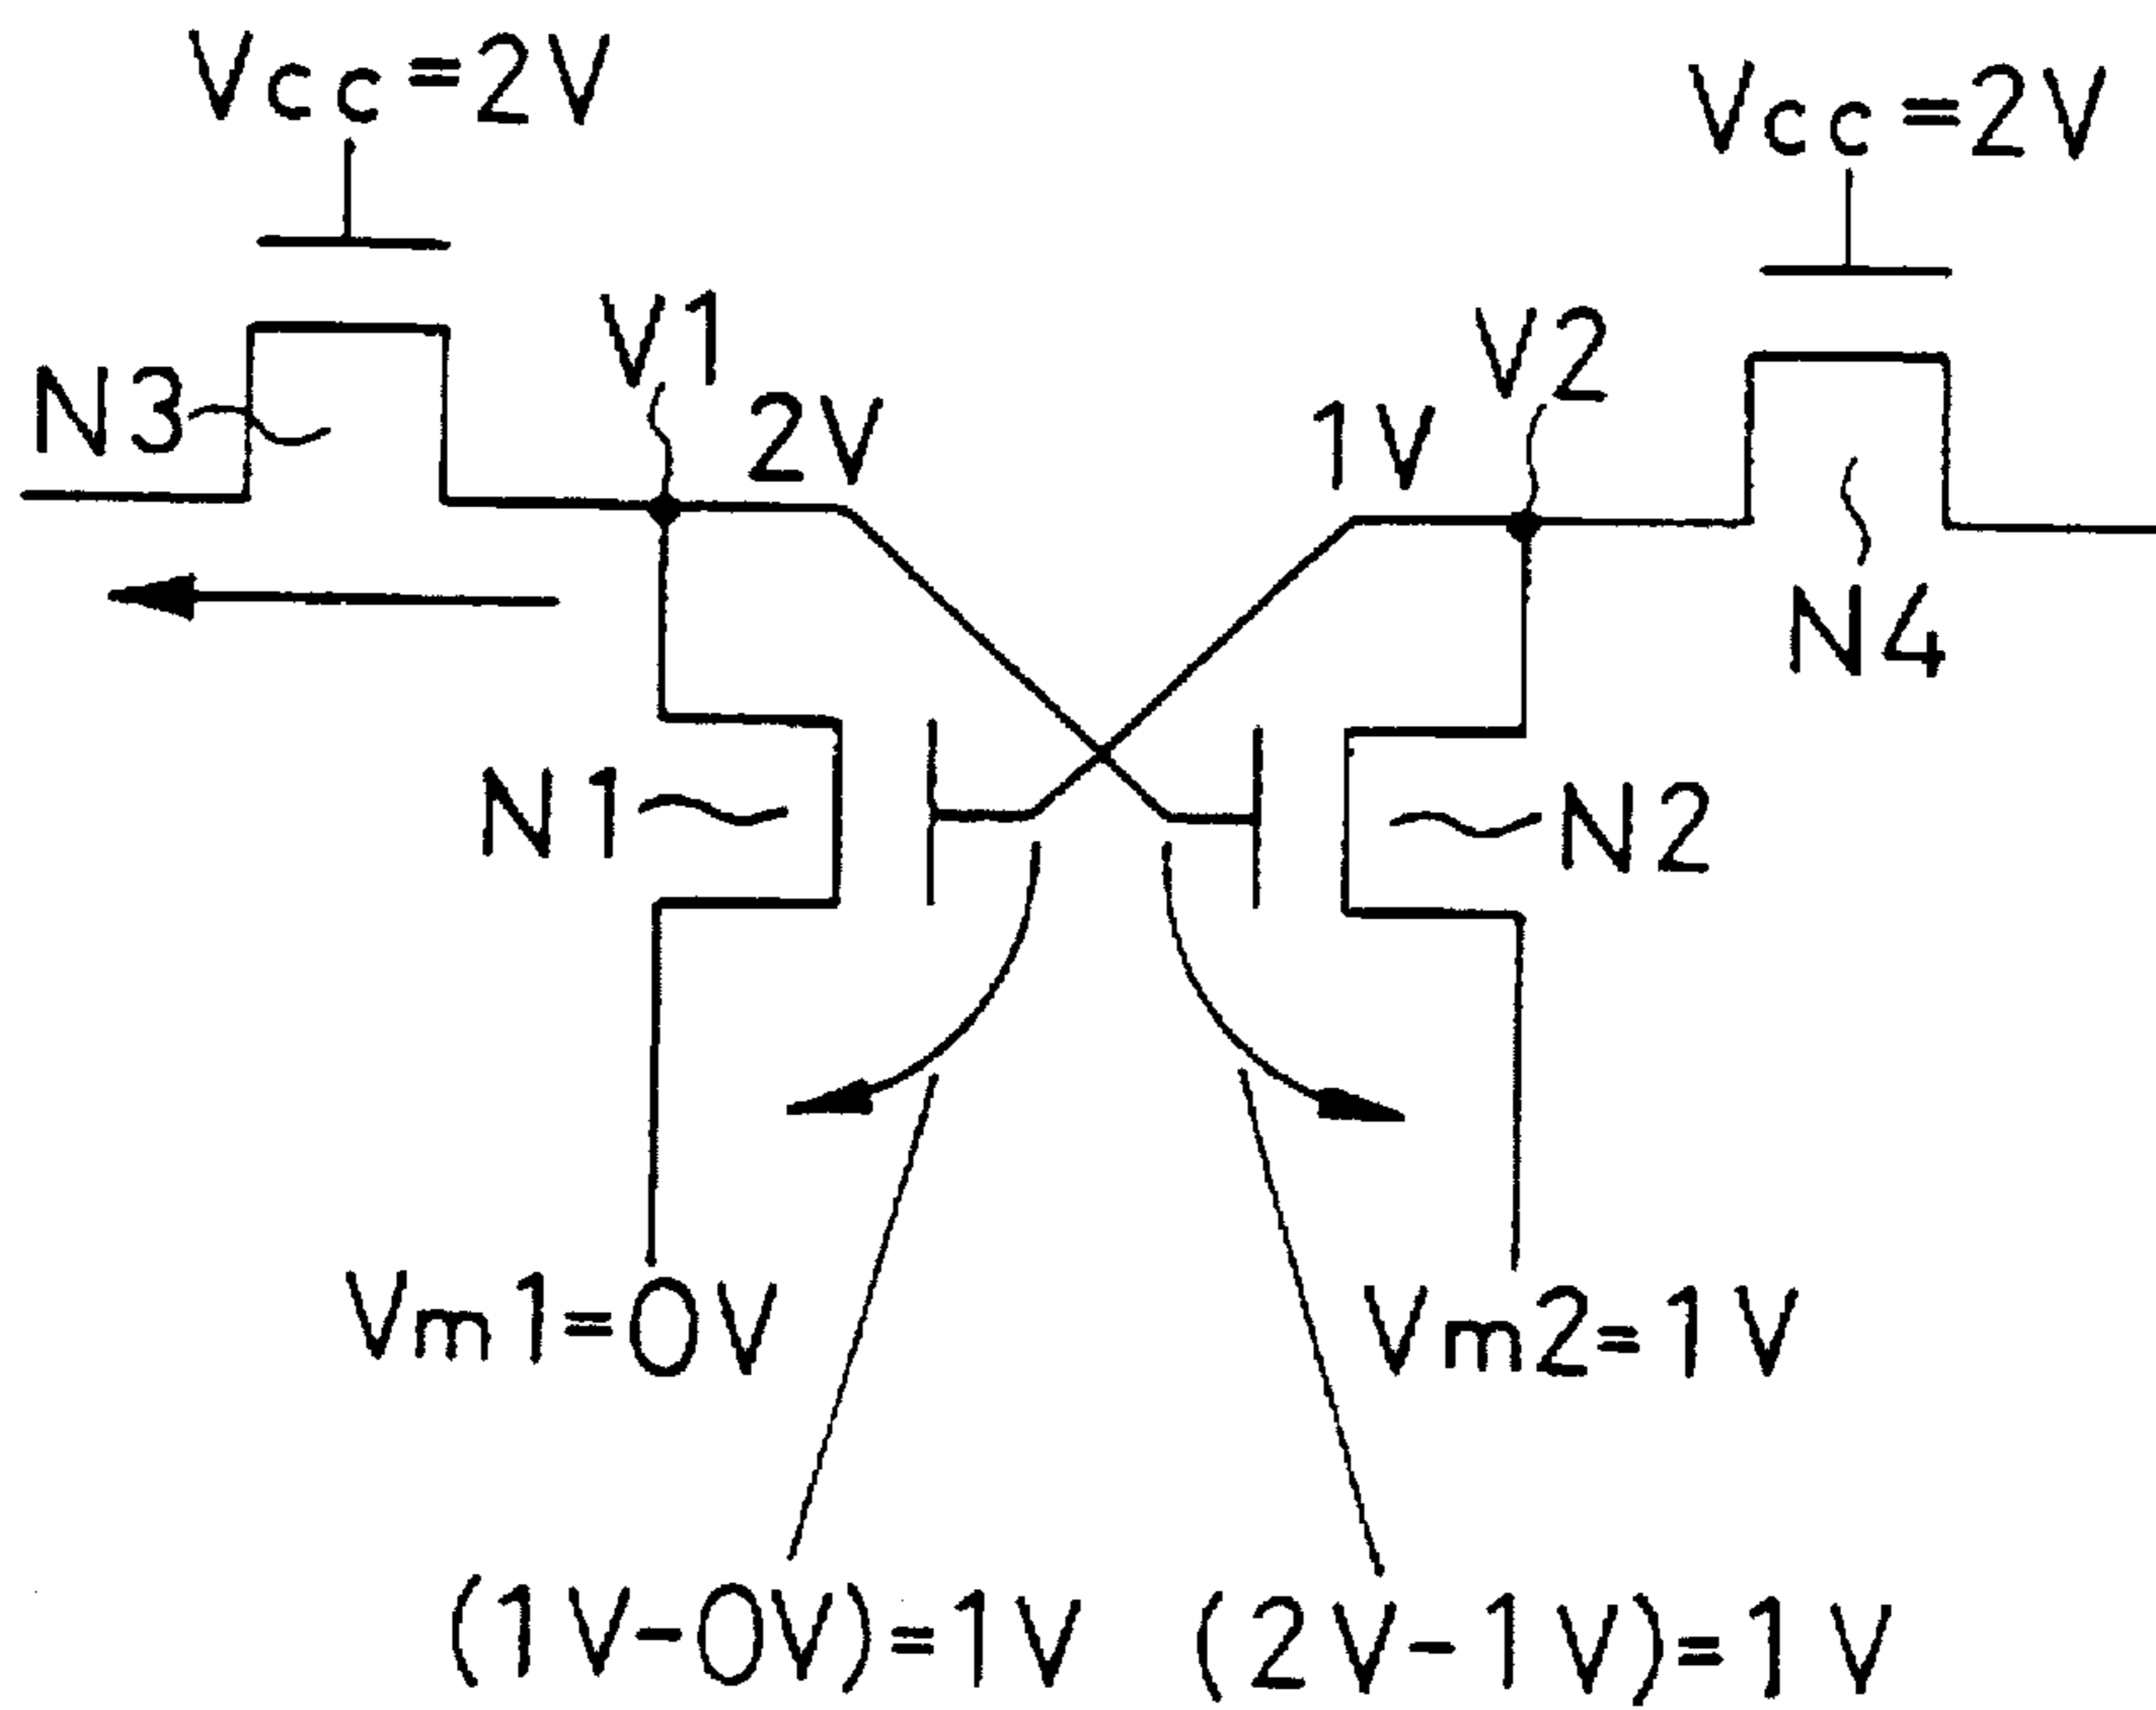 Vcc=2V
Vcc=2V
V1
V2
N3
2V
1V
N4
N1
N2
Vm1=0V
Vm2=1V
(1V-0V)=1V
(2V-1V)=1V